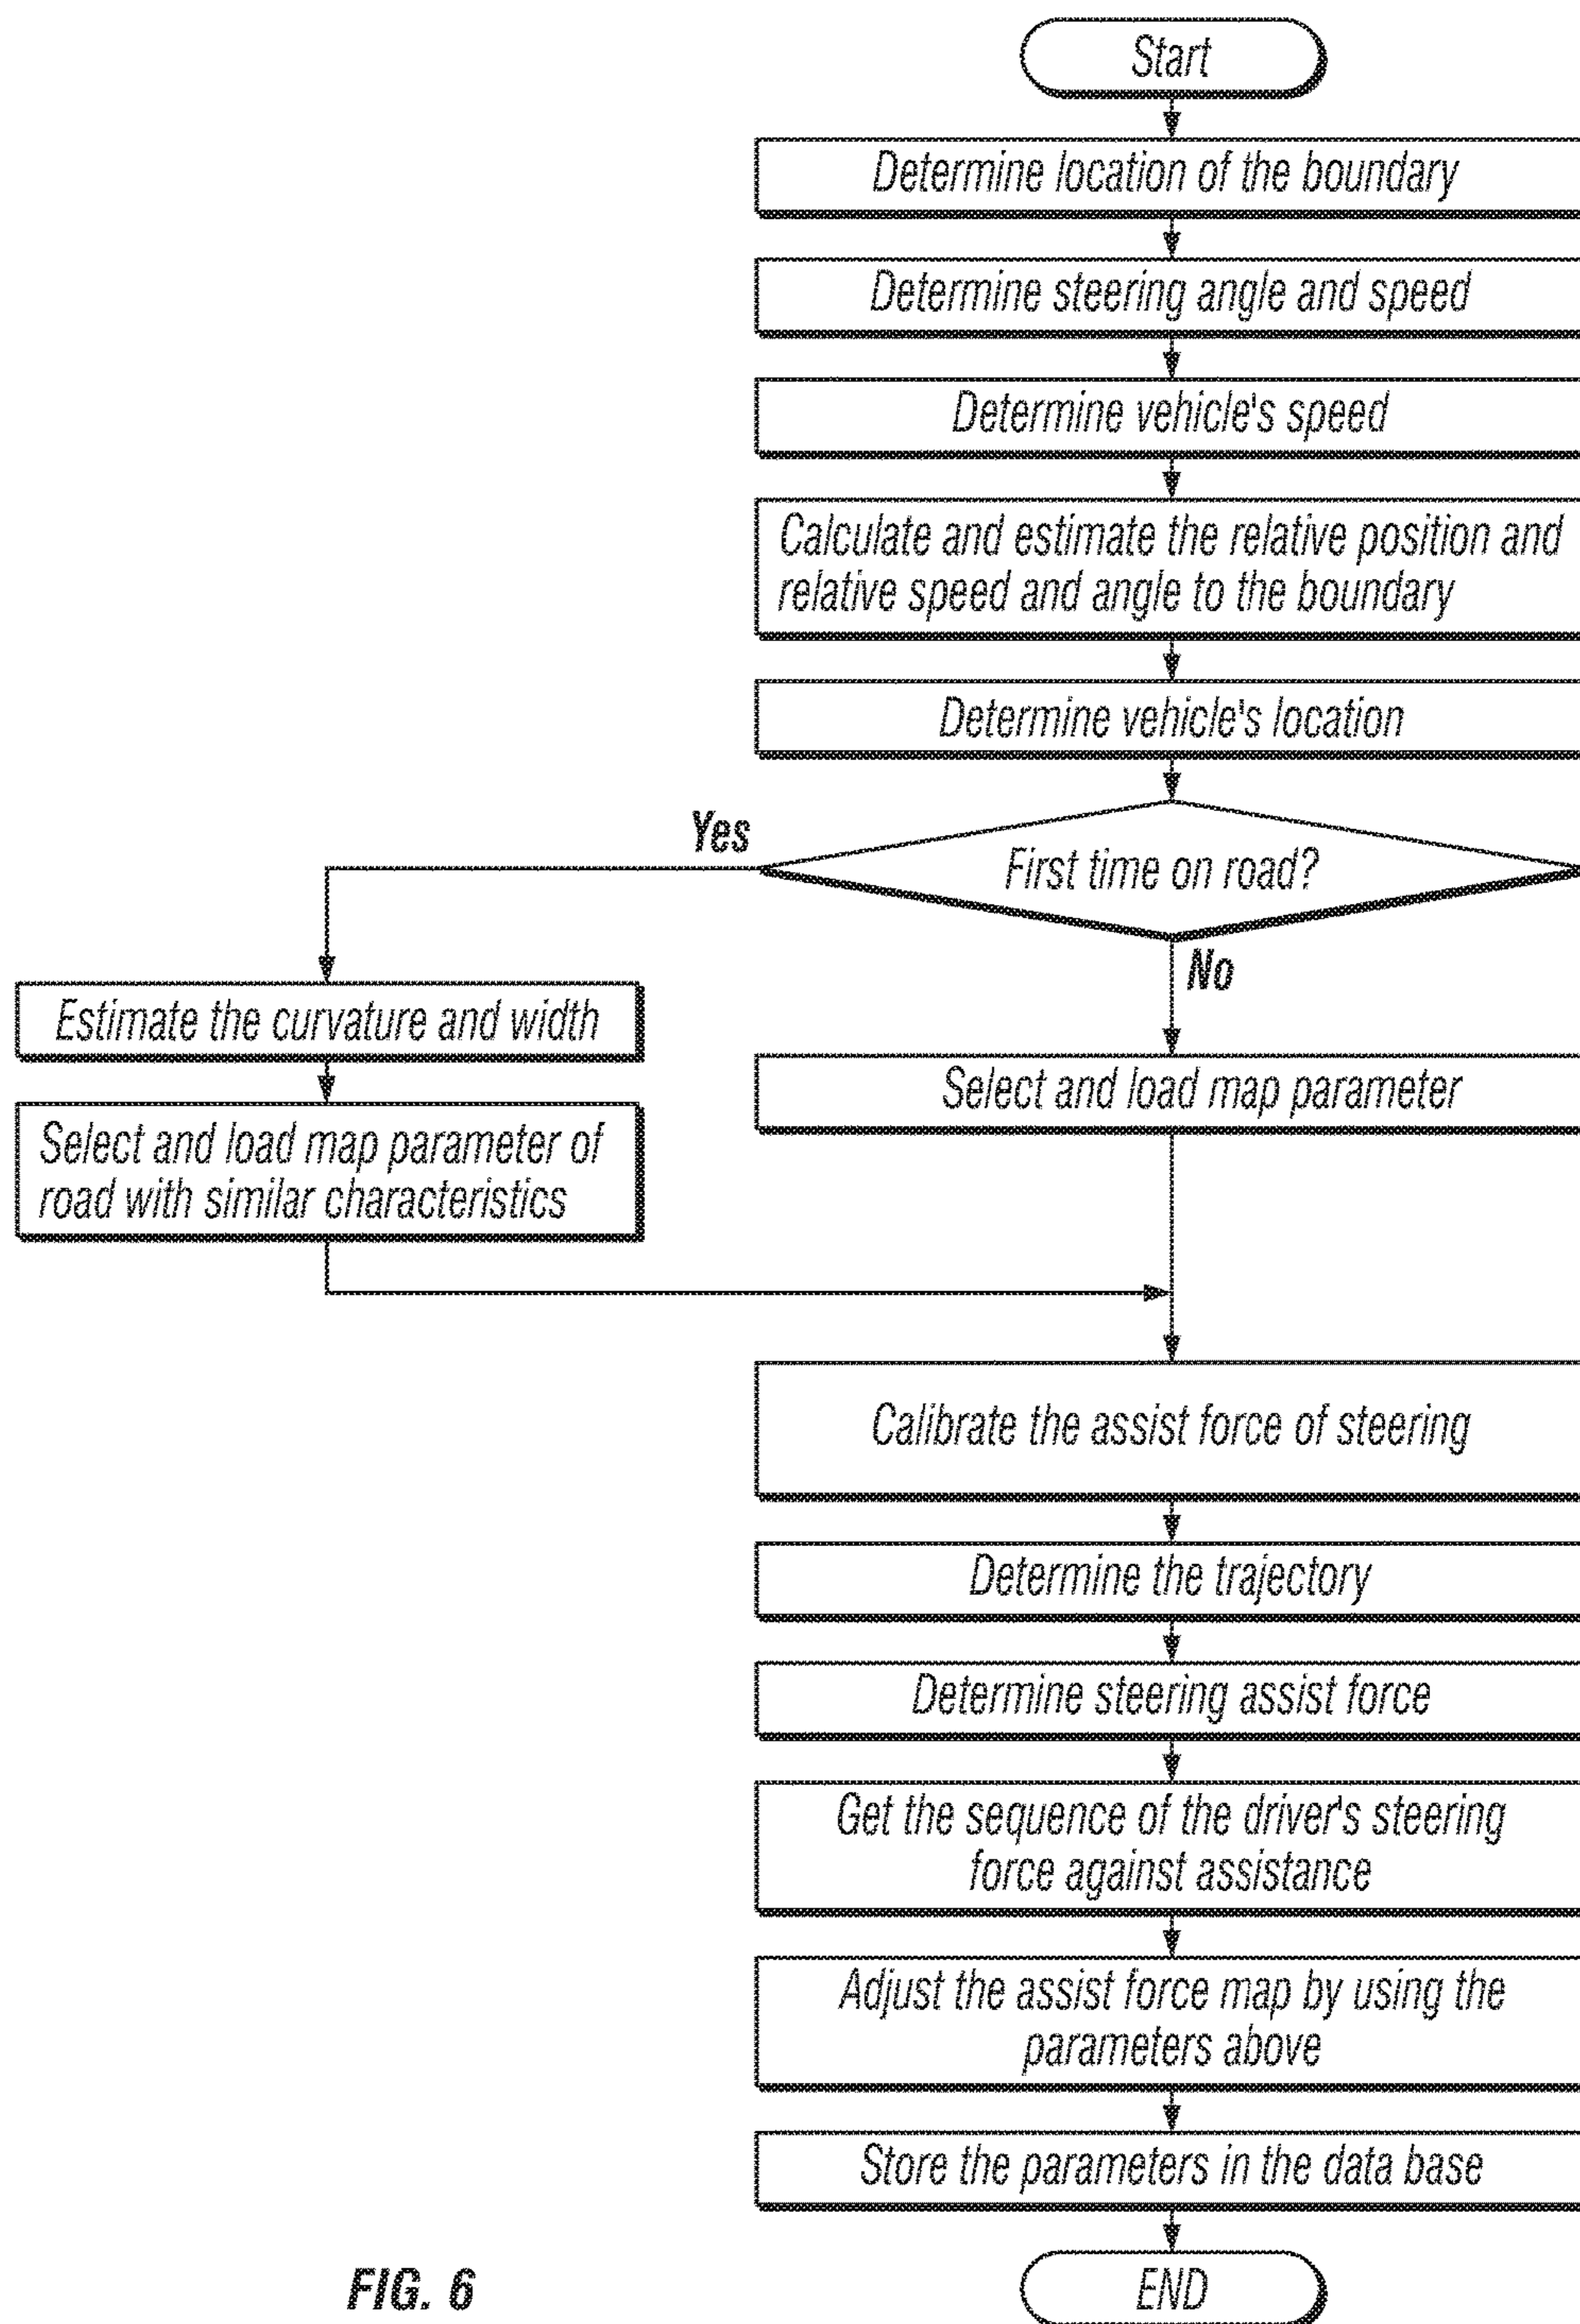 Start
Determine location of the boundary
Determine steering angle and speed
Determine vehicle's speed
Calculate and estimate the relative position and
relative speed and angle to the boundary
Determine vehicle's location
Yes
First time on road?
No
Estimate the curvature and width
Select and load map parameter of
road with similar characteristics
Select and load map parameter
Calibrate the assist force of steering
Determine the trajectory
Determine steering assist force
Get the sequence of the driver's steering
force against assistance
Adjust the assist force map by using the
parameters above
Store the parameters in the data base
END
FIG. 6